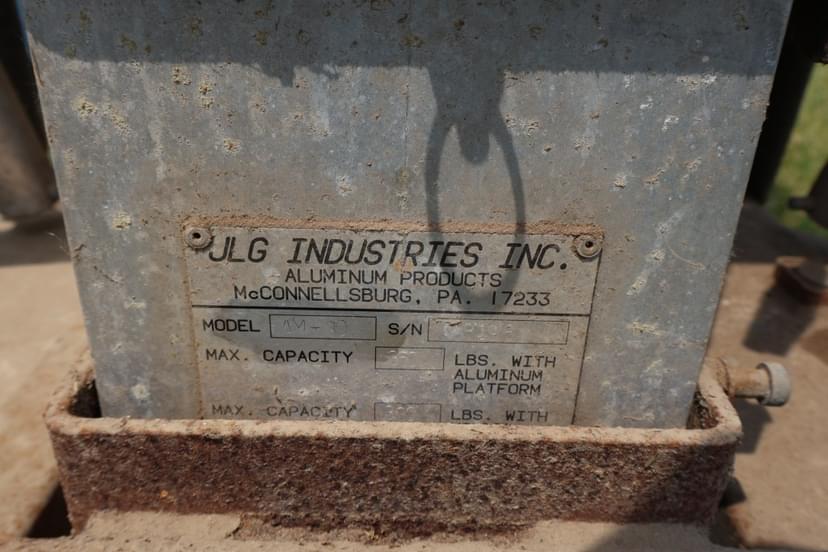 JLG INDUSTRIES INC.
ALUMINUM PRODUCTS
McCONNELLSBURG, PA. 17233
MODEL S/N
MAX. CAPACITY LBS. WITH
ALUMINUM
PLATFORM
MAX. CAPACITY LBS. WITH